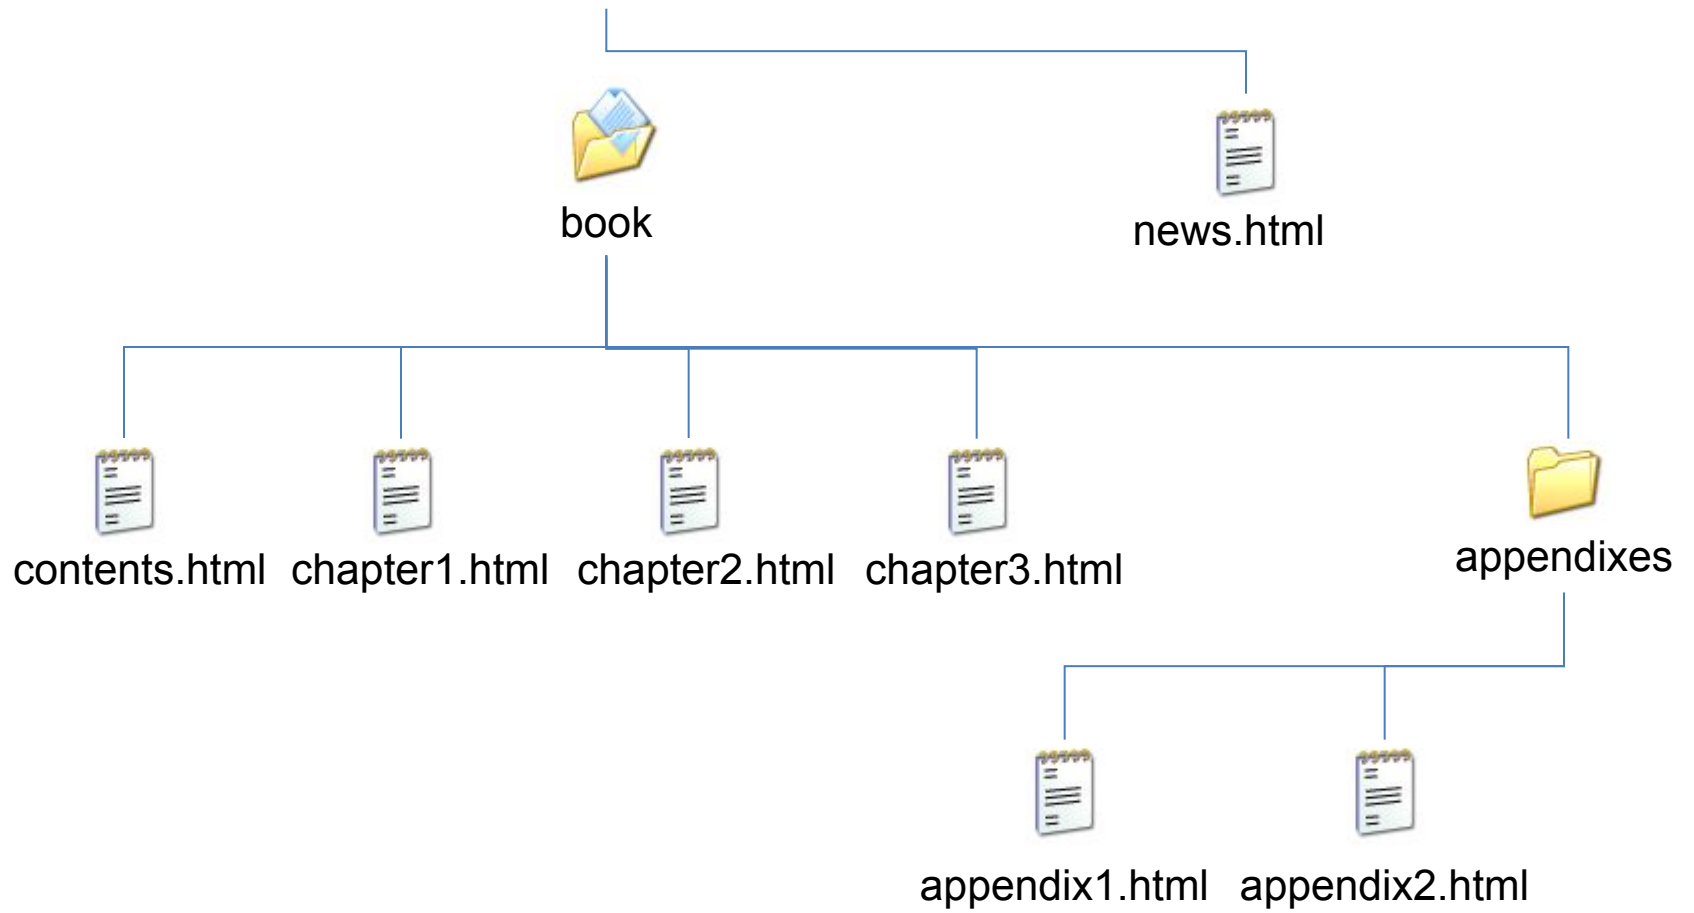 book
news.html
contents.html
chapter1.html
chapter2.html
chapter3.html
appendixes
appendix1.html
appendix2.html